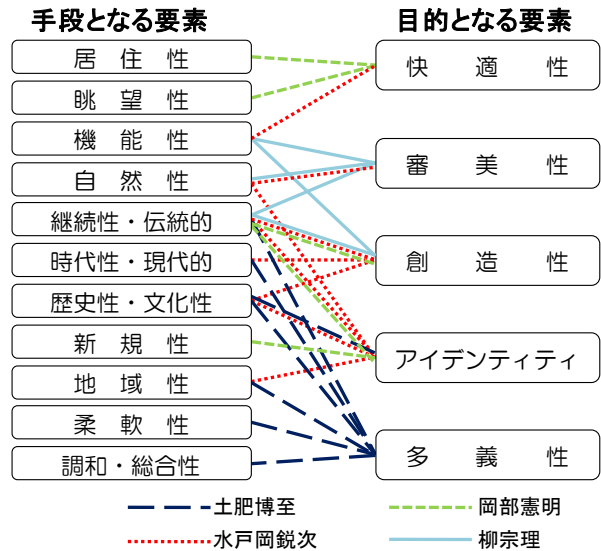 手段となる要素
目的となる要素
居住性
眺望性
機能性
自然性
継続性・伝統的
時代性・現代的
歴史性・文化性
新規性
地域性
柔軟性
調和・総合性
快適性
審美性
創造性
アイデンティティ
多義性
土肥博至
岡部憲明
水戸岡鋭次
柳宗理